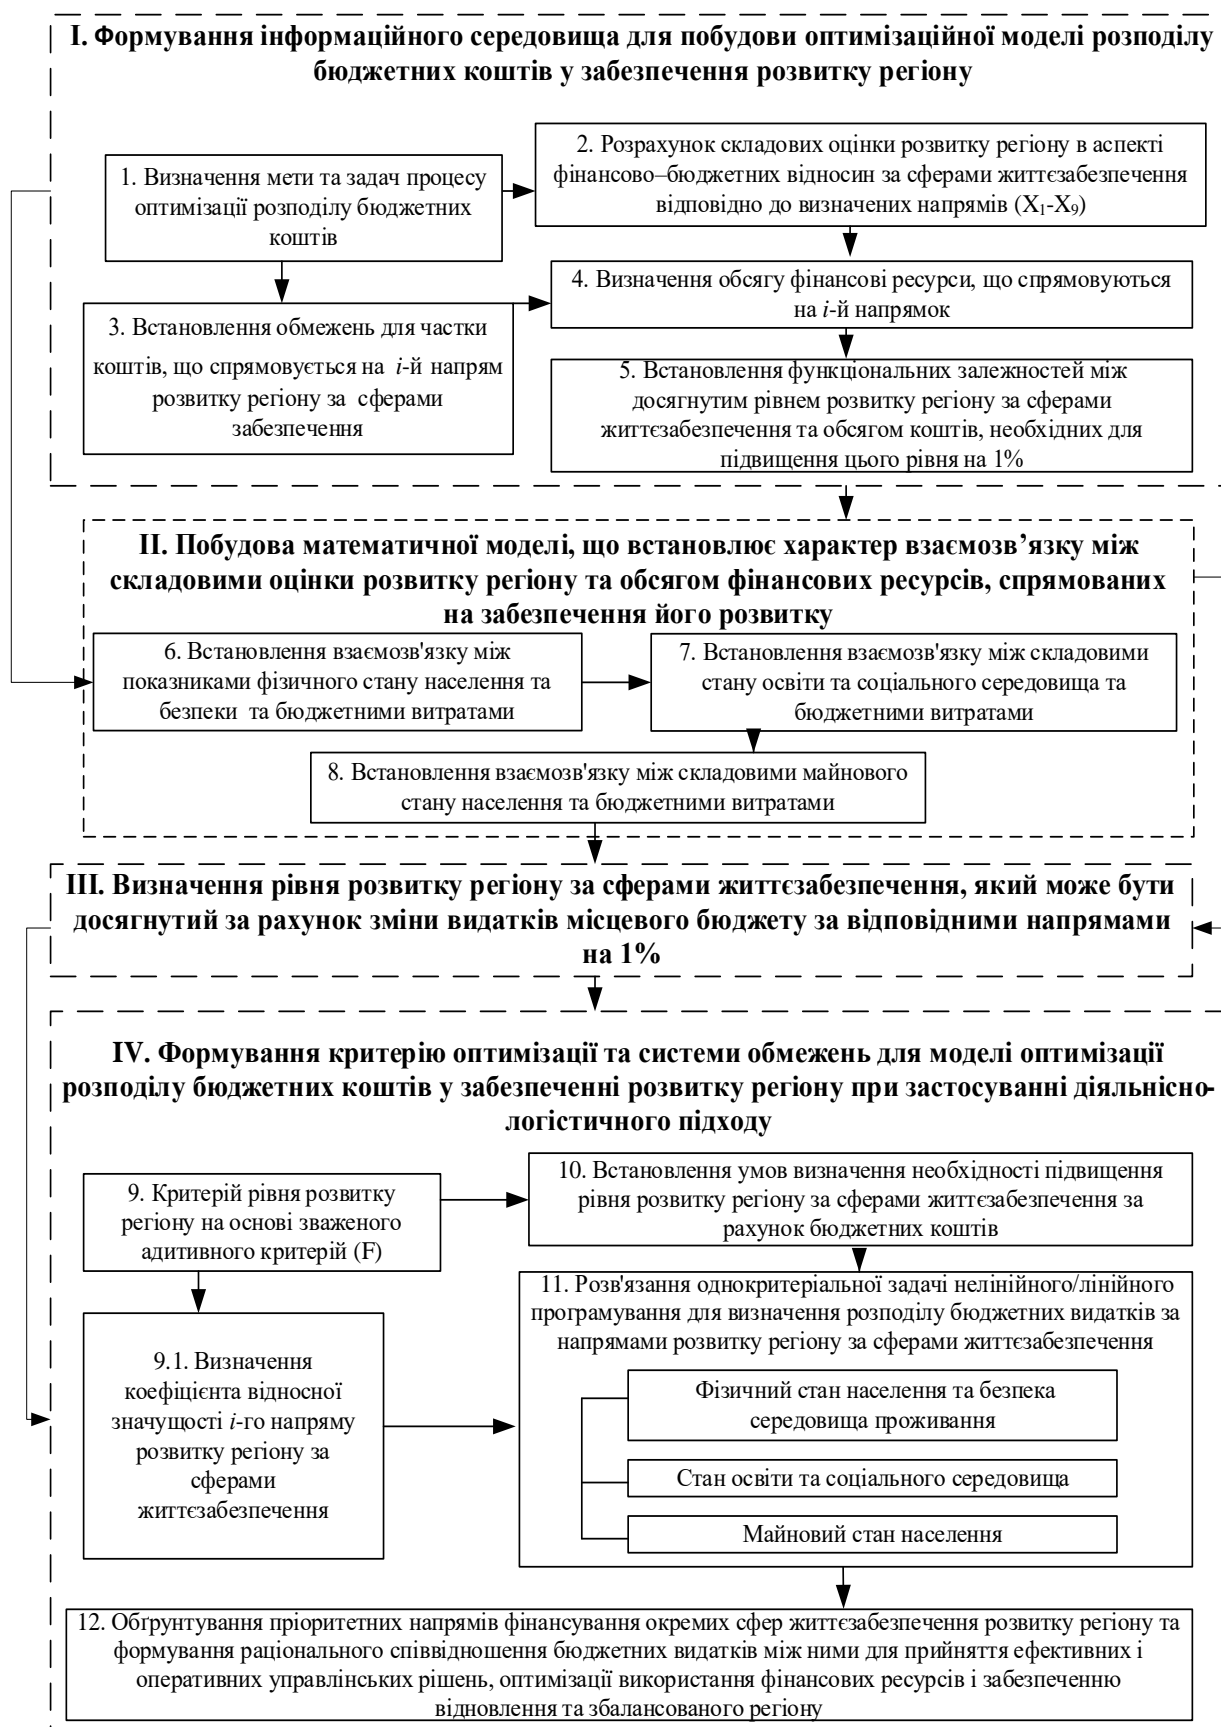 I. Формування інформаційного середовища для побудови оптимізаційної моделі розподілу
бюджетних коштів у забезпечення розвитку регіону
1. Визначення мети та задач процесу
оптимізації розподілу бюджетних
коштів
2. Розрахунок складових оцінки розвитку регіону в аспекті
фінансово–бюджетних відносин за сферами життєзабезпечення
відповідно до визначених напрямів (X₁-X₉)
3. Встановлення обмежень для частки
коштів, що спрямовується на i-й напрям
розвитку регіону за сферами
забезпечення
4. Визначення обсягу фінансові ресурси, що спрямовуються
на i-й напрямок
5. Встановлення функціональних залежностей між
досягнутим рівнем розвитку регіону за сферами
життєзабезпечення та обсягом коштів, необхідних для
підвищення цього рівня на 1%
II. Побудова математичної моделі, що встановлює характер взаємозв’язку між
складовими оцінки розвитку регіону та обсягом фінансових ресурсів, спрямованих
на забезпечення його розвитку
6. Встановлення взаємозв'язку між
показниками фізичного стану населення та
безпеки та бюджетними витратами
7. Встановлення взаємозв'язку між складовими
стану освіти та соціального середовища та
бюджетними витратами
8. Встановлення взаємозв'язку між складовими майнового
стану населення та бюджетними витратами
III. Визначення рівня розвитку регіону за сферами життєзабезпечення, який може бути
досягнутий за рахунок зміни видатків місцевого бюджету за відповідними напрямами
на 1%
IV. Формування критерію оптимізації та системи обмежень для моделі оптимізації
розподілу бюджетних коштів у забезпеченні розвитку регіону при застосуванні діяльнісно-
логістичного підходу
9. Критерій рівня розвитку
регіону на основі зваженого
адитивного критерій (F)
10. Встановлення умов визначення необхідності підвищення
рівня розвитку регіону за сферами життєзабезпечення за
рахунок бюджетних коштів
9.1. Визначення
коефіцієнта відносної
значущості i-го напряму
розвитку регіону за
сферами
життєзабезпечення
11. Розв'язання однокритеріальної задачі нелінійного/лінійного
програмування для визначення розподілу бюджетних видатків за
напрямами розвитку регіону за сферами життєзабезпечення
Фізичний стан населення та безпека
середовища проживання
Стан освіти та соціального середовища
Майновий стан населення
12. Обґрунтування пріоритетних напрямів фінансування окремих сфер життєзабезпечення розвитку регіону та
формування раціонального співвідношення бюджетних видатків між ними для прийняття ефективних і
оперативних управлінських рішень, оптимізації використання фінансових ресурсів і забезпеченню
відновлення та збалансованого регіону